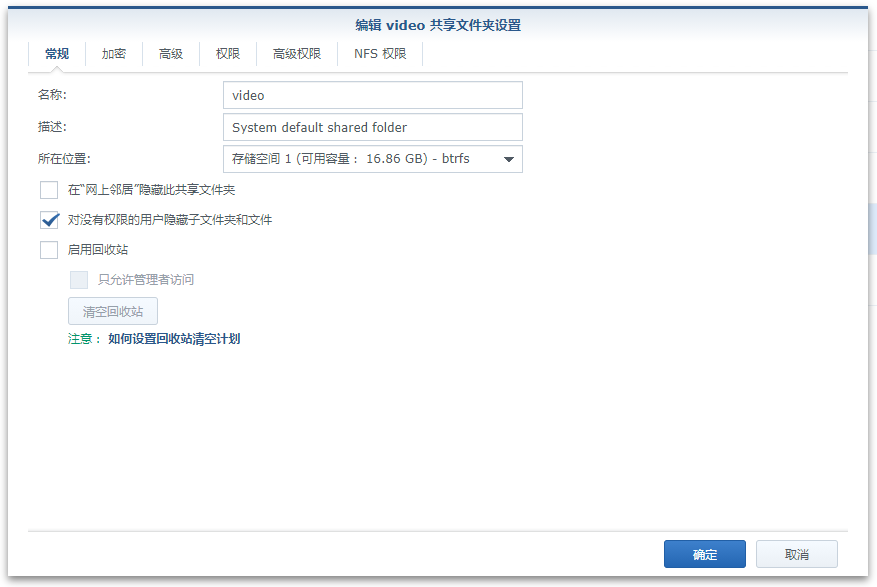 编辑 video 共享文件夹设置
常规 加密 高级 权限 高级权限 NFS 权限
名称: video
描述: System default shared folder
所在位置: 存储空间 1 (可用容量： 16.86 GB) - btrfs
在“网上邻居”隐藏此共享文件夹
对没有权限的用户隐藏子文件夹和文件
启用回收站
只允许管理者访问
清空回收站
注意： 如何设置回收站清空计划
确定 取消